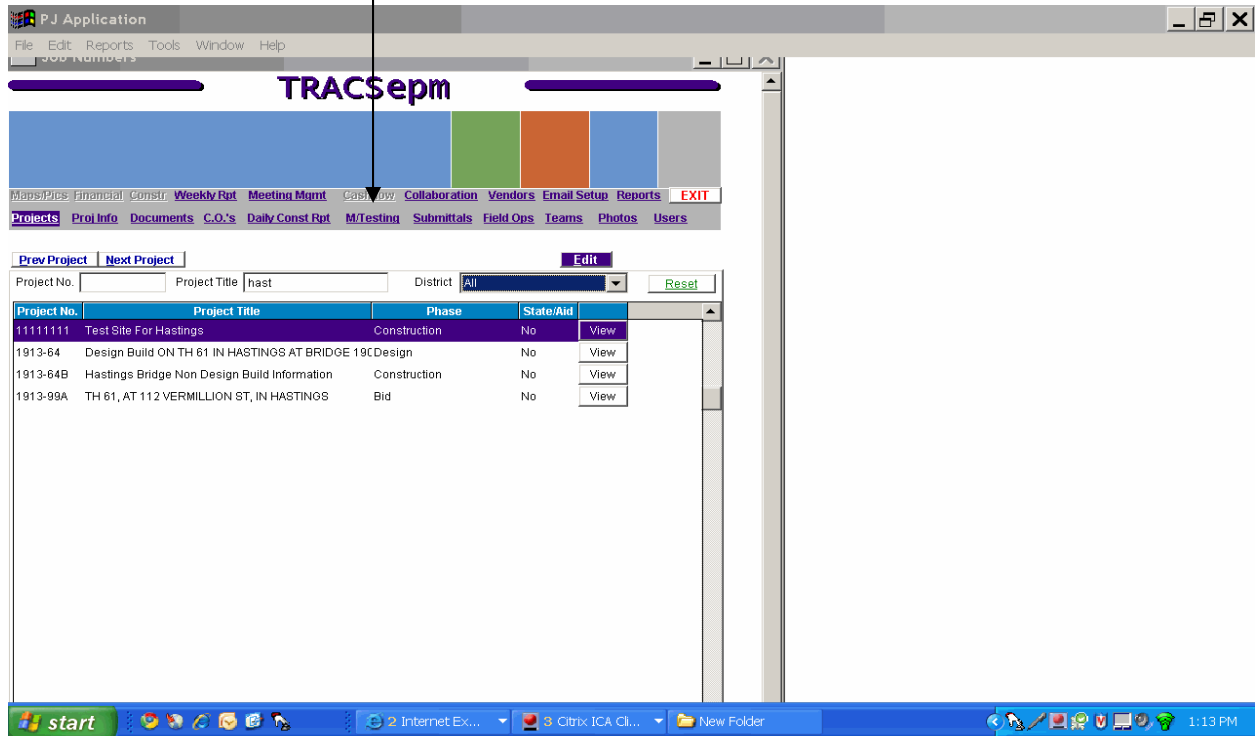 PJ Application
File Edit Reports Tools Window Help
Job Numbers
TRACSepm
Maps/Pics Financial Constr Weekly Rpt Meeting Mgmt Cashflow Collaboration Vendors Email Setup Reports EXIT
Projects Proj Info Documents C.O.'s Daily Const Rpt M/Testing Submittals Field Ops Teams Photos Users
Prev Project Next Project Edit
Project No. Project Title hast District All Reset
Project No. Project Title Phase State/Aid
11111111 Test Site For Hastings Construction No View
1913-64 Design Build ON TH 61 IN HASTINGS AT BRIDGE 190 Design No View
1913-64B Hastings Bridge Non Design Build Information Construction No View
1913-99A TH 61, AT 112 VERMILLION ST, IN HASTINGS Bid No View
start 2 Internet Ex... 3 Citrix ICA Cli... New Folder 1:13 PM